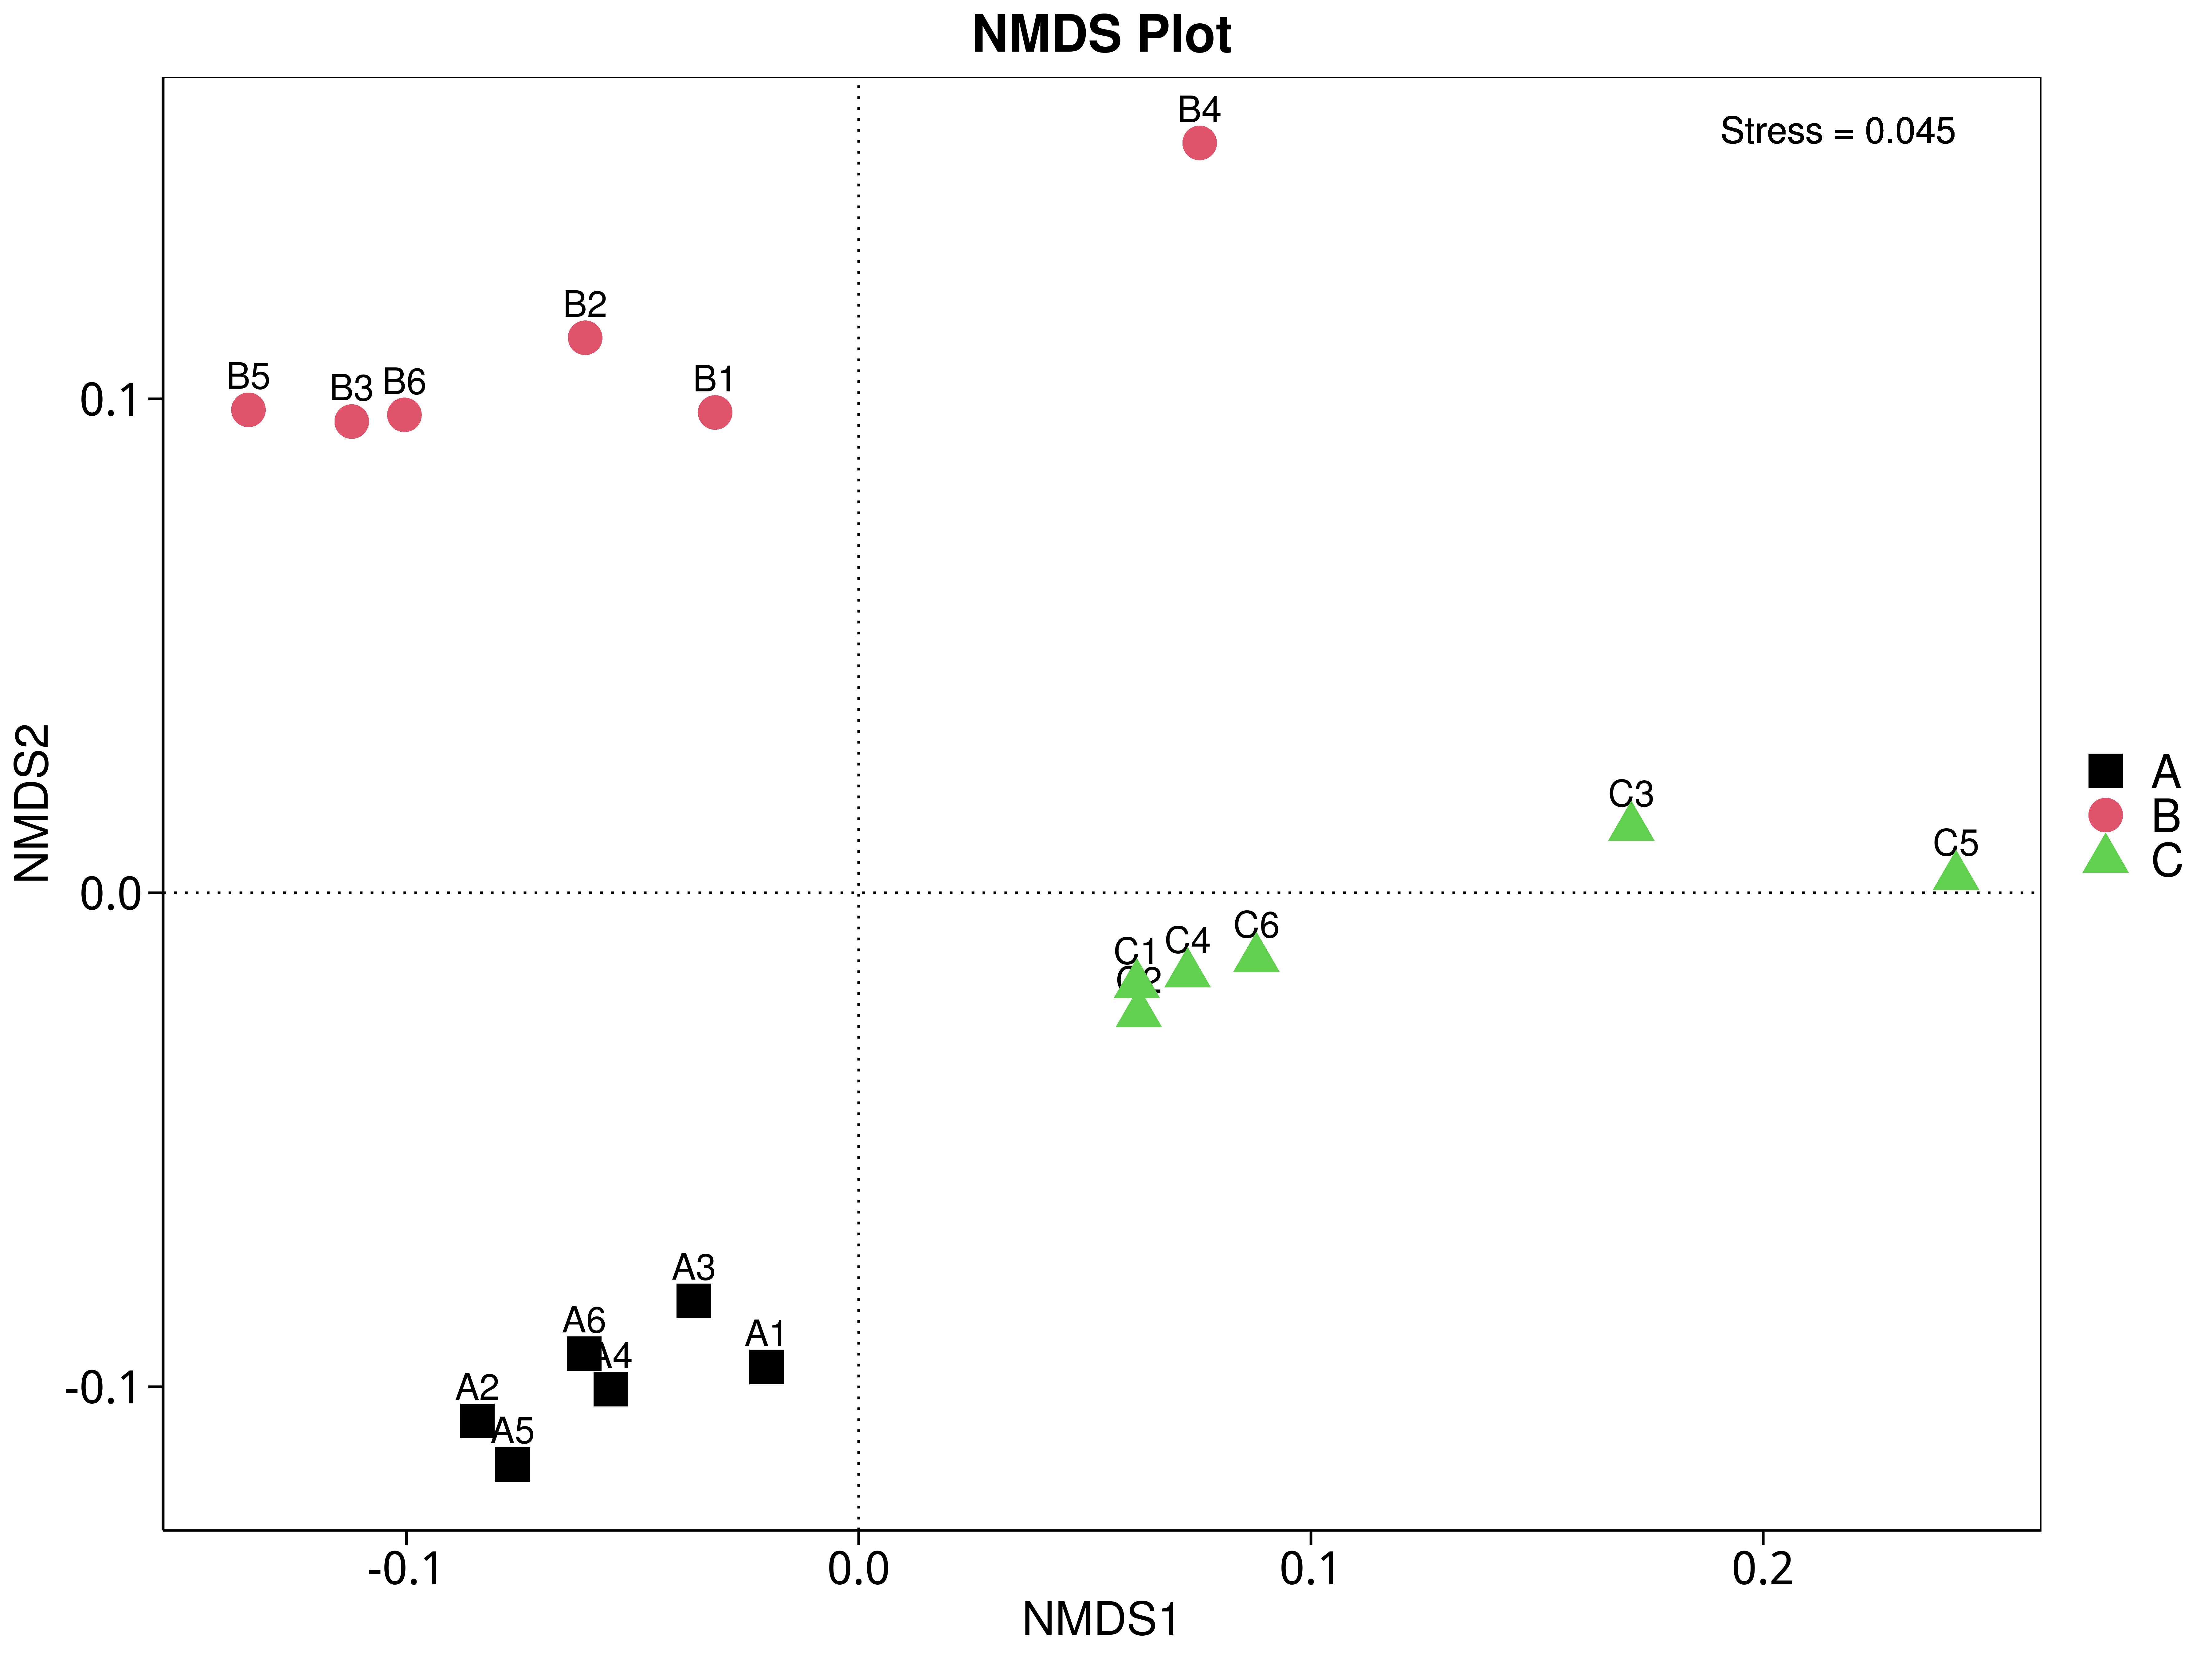 NMDS Plot
Stress = 0.045
B4
B2
B5
B3
B6
B1
0.1
NMDS2
C3
C5
A
B
C
0.0
C6
C4
C1
C2
A3
A6
A1
A4
-0.1
A2
A5
-0.1
0.0
0.1
0.2
NMDS1